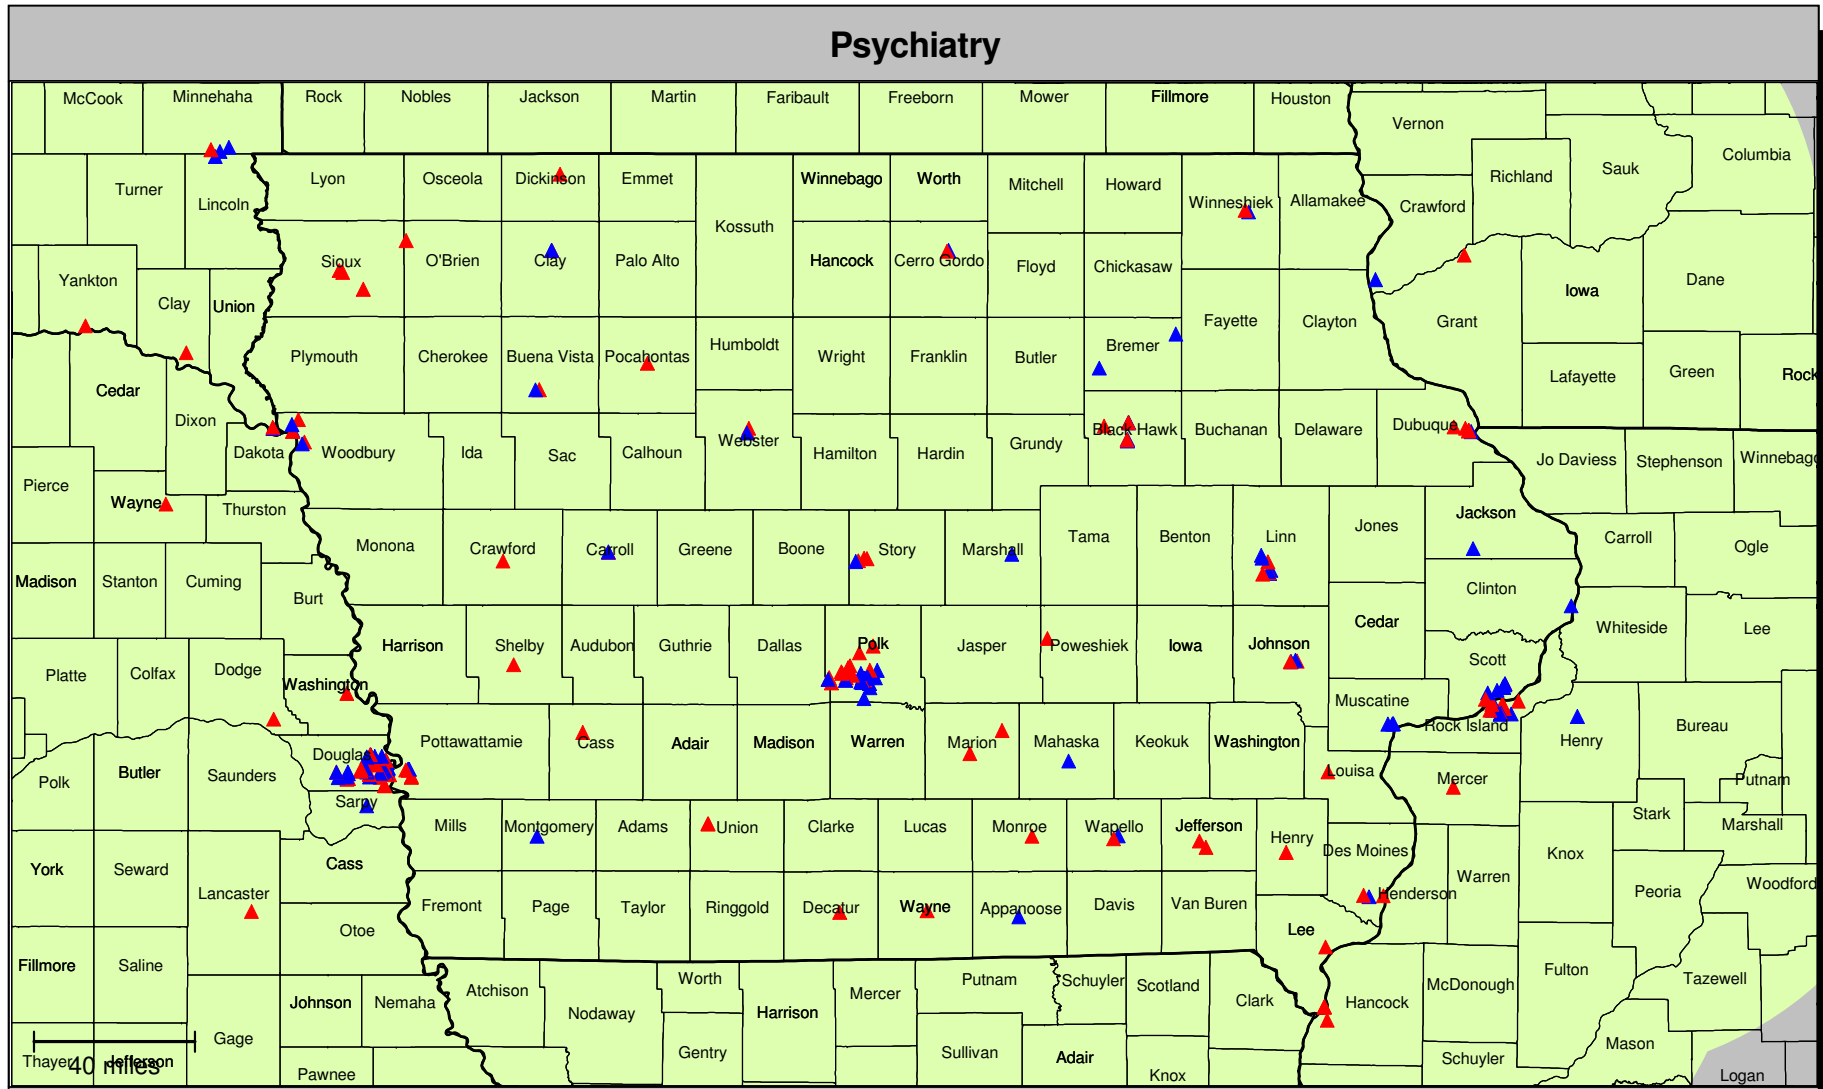 Psychiatry
McCook Minnehaha Rock Nobles Jackson Martin Faribault Freeborn Mower Fillmore Houston
Vernon
Columbia
Sauk
Richland
Turner Lyon Osceola Dickinson Emmet Winnebago Worth Mitchell Howard
Lincoln Winneshiek Allamakee Crawford
Kossuth
Yankton Sioux O'Brien Clay Palo Alto Hancock Cerro Gordo Floyd Chickasaw Iowa Dane
Clay Union
Fayette Clayton Grant
Plymouth Cherokee Buena Vista Pocahontas Humboldt Wright Franklin Butler Bremer
Cedar Lafayette Green Rock
Dixon
Dakota Woodbury Ida Sac Calhoun Webster Hamilton Hardin Grundy Black Hawk Buchanan Delaware Dubuque
Jo Daviess Stephenson Winnebago
Pierce
Wayne Thurston Jackson
Monona Crawford Carroll Greene Boone Story Marshall Tama Benton Linn Jones Carroll Ogle
Madison Stanton Cuming Burt Clinton
Harrison Shelby Audubon Guthrie Dallas Polk Jasper Poweshiek Iowa Johnson Cedar Whiteside Lee
Platte Colfax Dodge Scott
Washington Muscatine
Rock Island Bureau
Pottawattamie Cass Adair Madison Warren Marion Mahaska Keokuk Washington Henry
Douglas
Polk Butler Saunders Louisa Mercer Putnam
Sarpy
Mills Montgomery Adams Union Clarke Lucas Monroe Wapello Jefferson Henry Stark Marshall
Des Moines Knox
York Seward Cass Warren Woodford
Lancaster Henderson Peoria
Fremont Page Taylor Ringgold Decatur Wayne Appanoose Davis Van Buren
Otoe Lee
Fillmore Saline Fulton
Atchison Worth Putnam Schuyler Scotland McDonough Tazewell
Johnson Nemaha Mercer Clark Hancock
Nodaway Harrison
Gage Gentry Sullivan Adair Mason
Thayer Jefferson Schuyler
40 miles
Pawnee Knox Logan